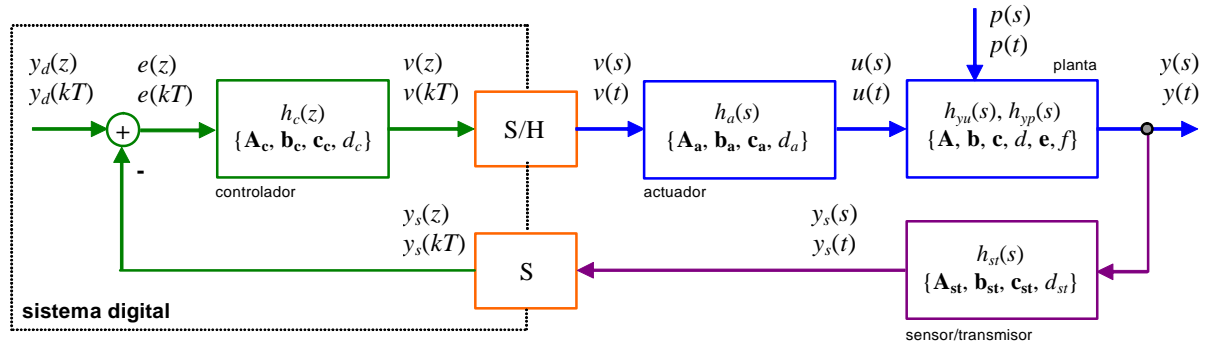 y_d(z)
y_d(kT)
e(z)
e(kT)
+
-
h_c(z)
{A_c, b_c, c_c, d_c}
controlador
v(z)
v(kT)
S/H
v(s)
v(t)
h_a(s)
{A_a, b_a, c_a, d_a}
actuador
u(s)
u(t)
p(s)
p(t)
planta
h_yu(s), h_yp(s)
{A, b, c, d, e, f}
y(s)
y(t)
y_s(z)
y_s(kT)
S
y_s(s)
y_s(t)
h_st(s)
{A_st, b_st, c_st, d_st}
sensor/transmisor
sistema digital